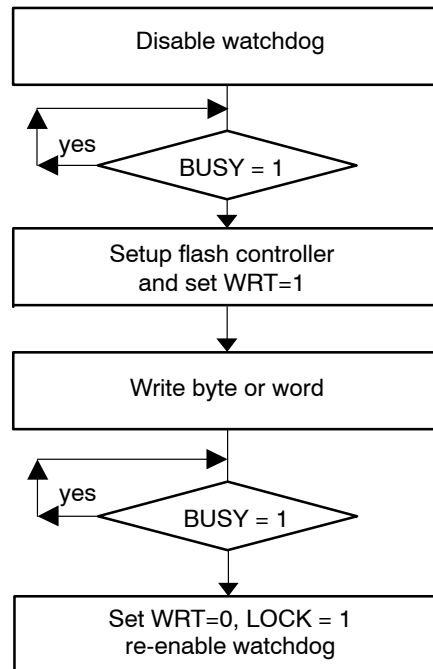 Disable watchdog
yes
BUSY = 1
Setup flash controller
and set WRT=1
Write byte or word
yes
BUSY = 1
Set WRT=0, LOCK = 1
re-enable watchdog